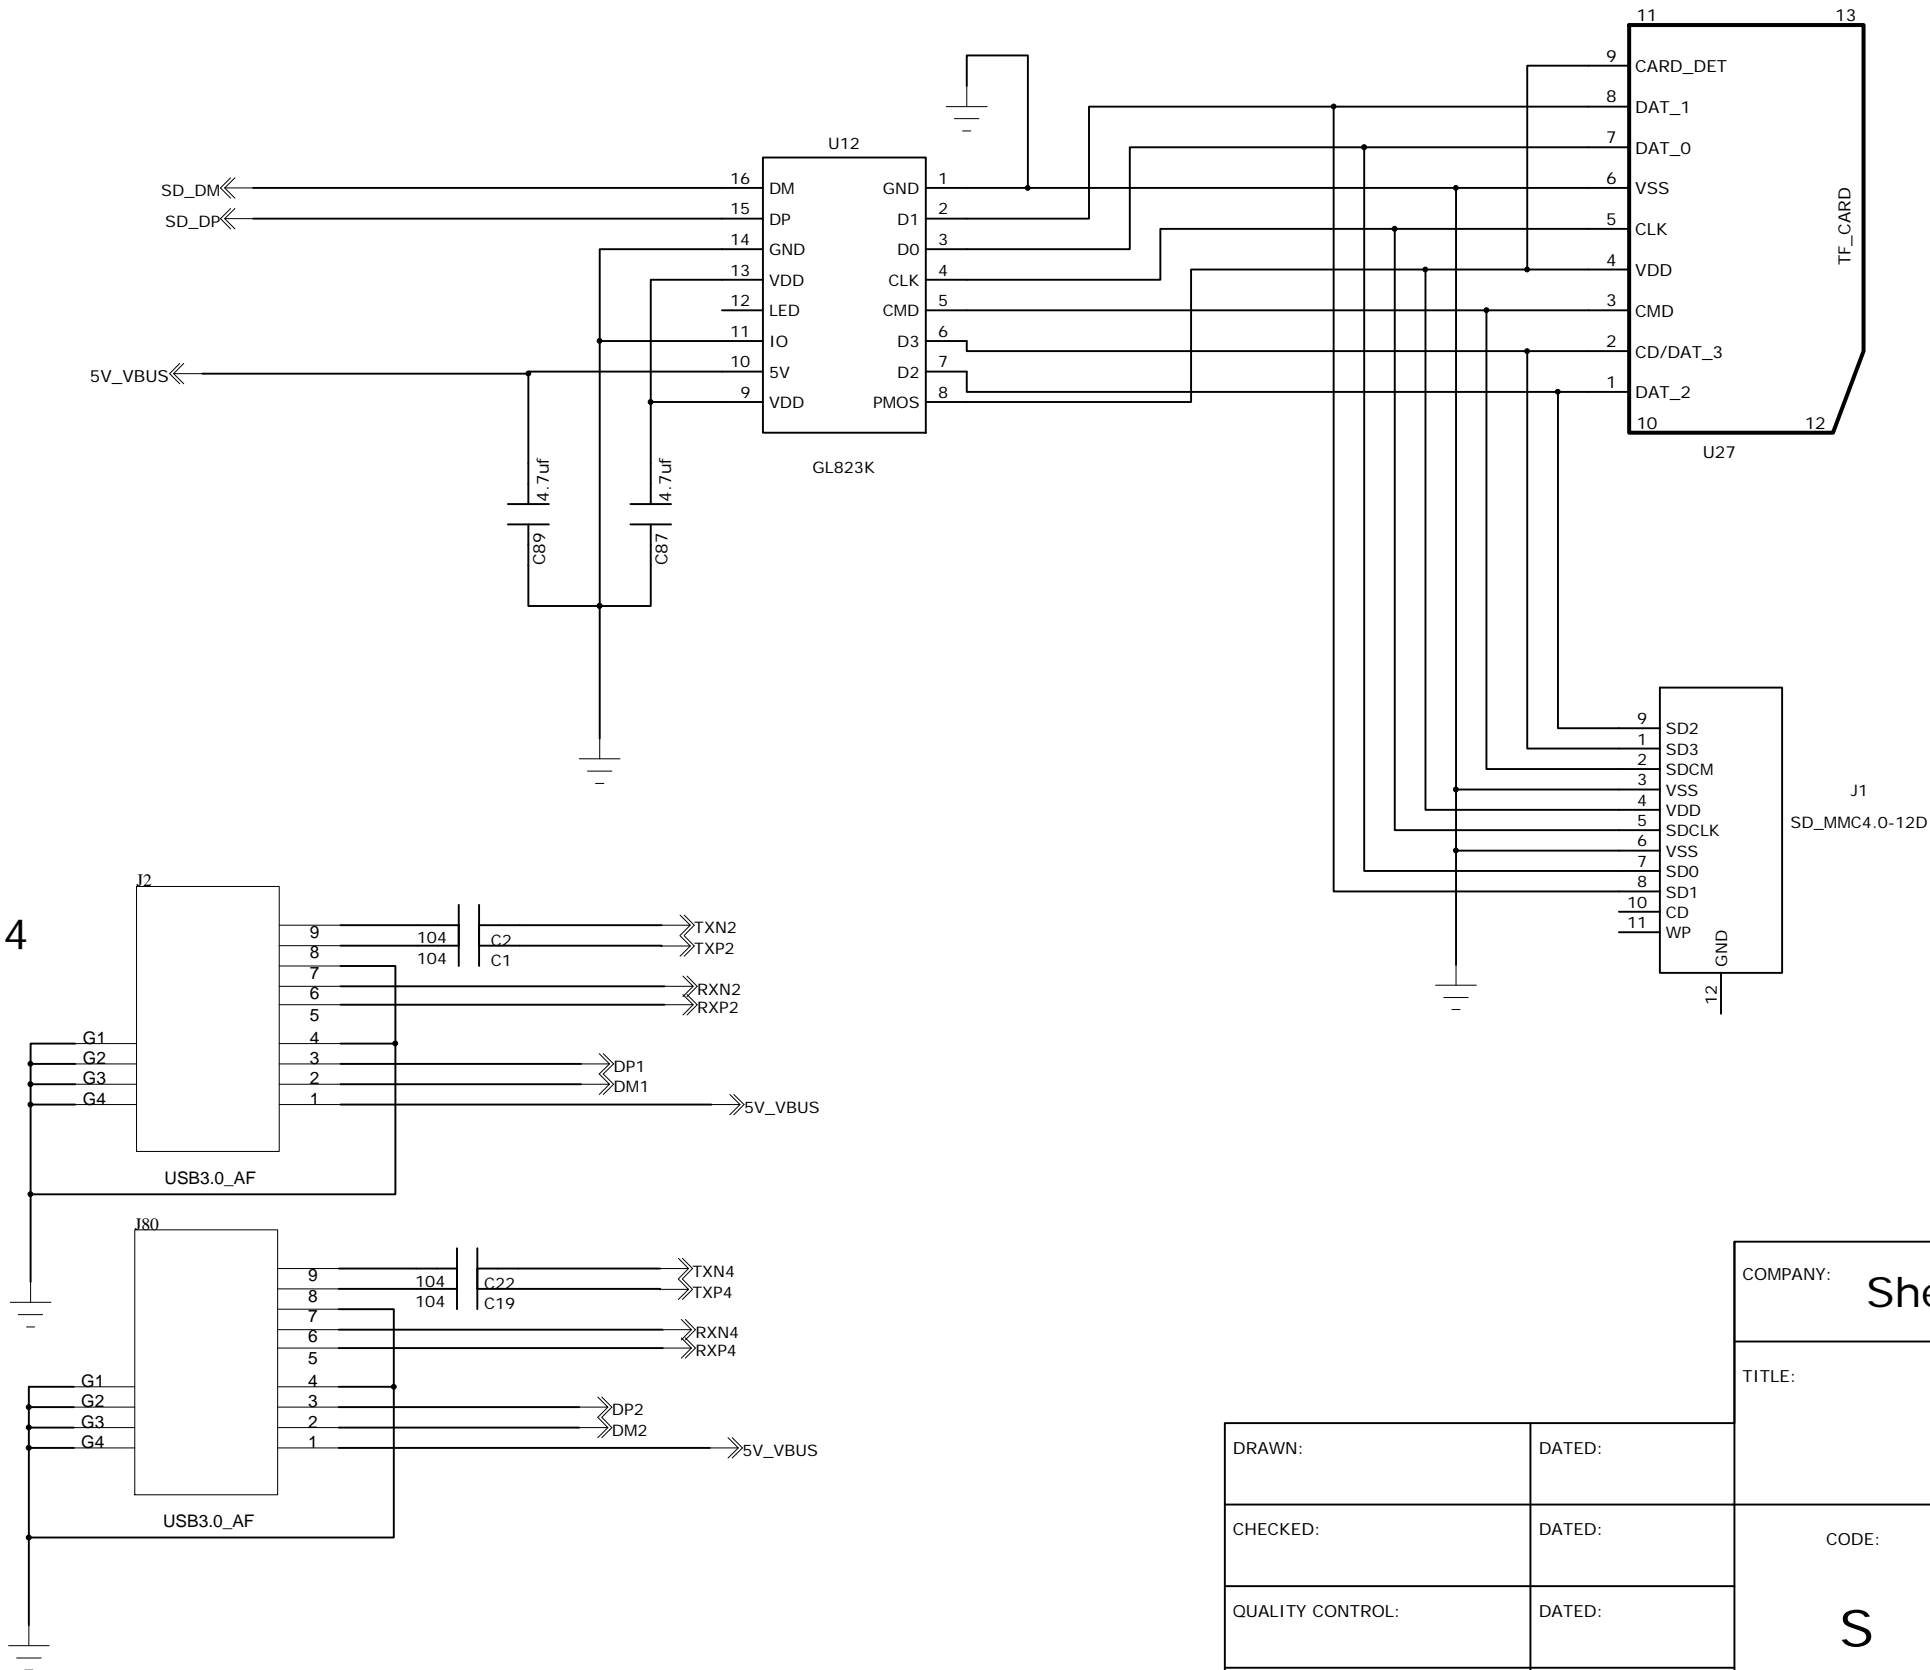 11 13
9 CARD_DET
8 DAT_1
7 DAT_0
6 VSS
5 CLK
4 VDD
3 CMD
2 CD/DAT_3
1 DAT_2
10 12
TF_CARD
U27
U12
SD_DM 16 DM GND 1
SD_DP 15 DP D1 2
14 GND D0 3
13 VDD CLK 4
12 LED CMD 5
11 IO D3 6
5V_VBUS 10 5V D2 7
9 VDD PMOS 8
GL823K
4.7uf
C89
4.7uf
C87
9 SD2
1 SD3
2 SDCM
3 VSS
4 VDD
5 SDCLK
6 VSS
7 SD0
8 SD1
10 CD
11 WP
GND
12
J1
SD_MMC4.0-12D
4
J2
9 104 C2 TXN2
8 104 C1 TXP2
7
6 RXN2
5 RXP2
G1 4
G2 3 DP1
G3 2 DM1
G4 1 5V_VBUS
USB3.0_AF
J80
9 104 C22 TXN4
8 104 C19 TXP4
7
6 RXN4
5 RXP4
G1 4
G2 3 DP2
G3 2 DM2
G4 1 5V_VBUS
USB3.0_AF
COMPANY: She
TITLE:
DRAWN: DATED:
CHECKED: DATED:
CODE:
QUALITY CONTROL: DATED:
S